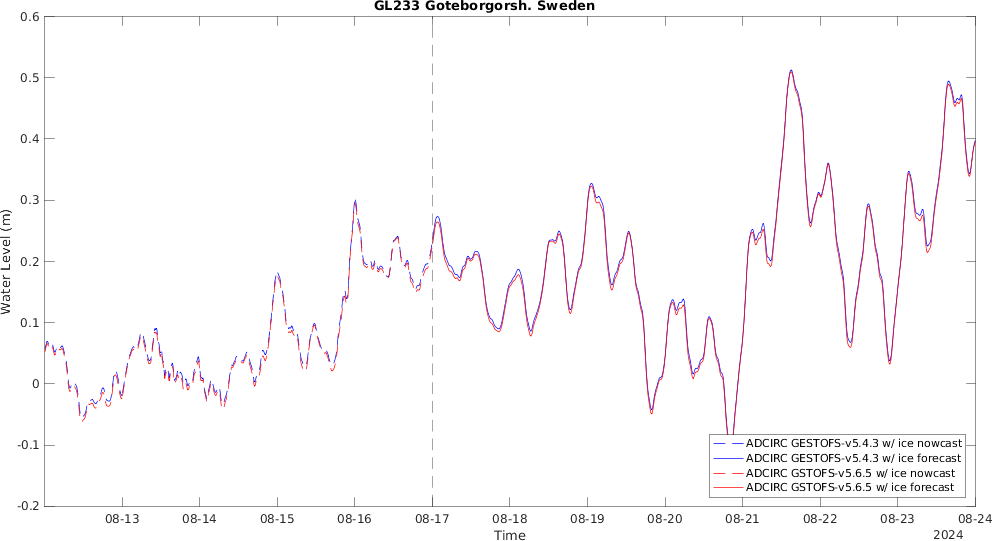 GL233 Goteborgorsh. Sweden
0.6
0.5
0.4
0.3
0.2
0.1
0
-0.1
-0.2
Water Level (m)
ADCIRC GESTOFS-v5.4.3 w/ ice nowcast
ADCIRC GESTOFS-v5.4.3 w/ ice forecast
ADCIRC GSTOFS-v5.6.5 w/ ice nowcast
ADCIRC GSTOFS-v5.6.5 w/ ice forecast
08-13 08-14 08-15 08-16 08-17 08-18 08-19 08-20 08-21 08-22 08-23 08-24
Time
2024